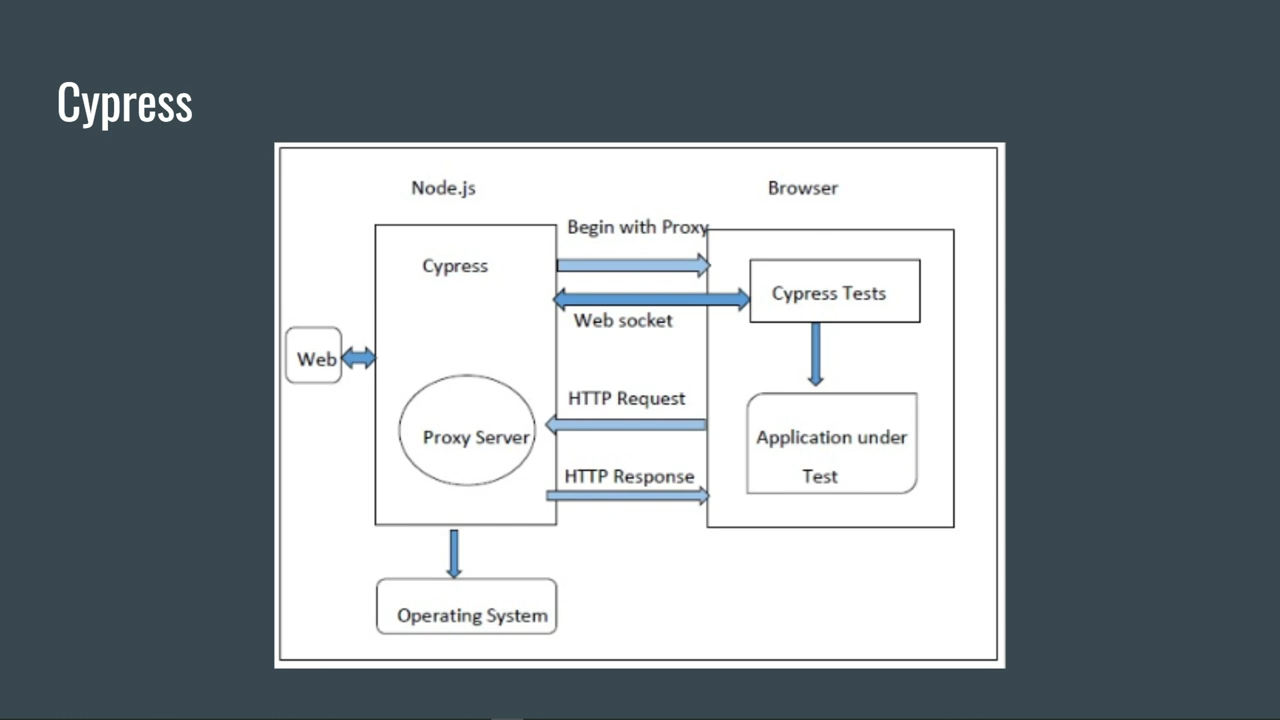 Cypress
Node.js
Browser
Begin with Proxy
Cypress
Cypress Tests
Web socket
Web
HTTP Request
Proxy Server
Application under
Test
HTTP Response
Operating System